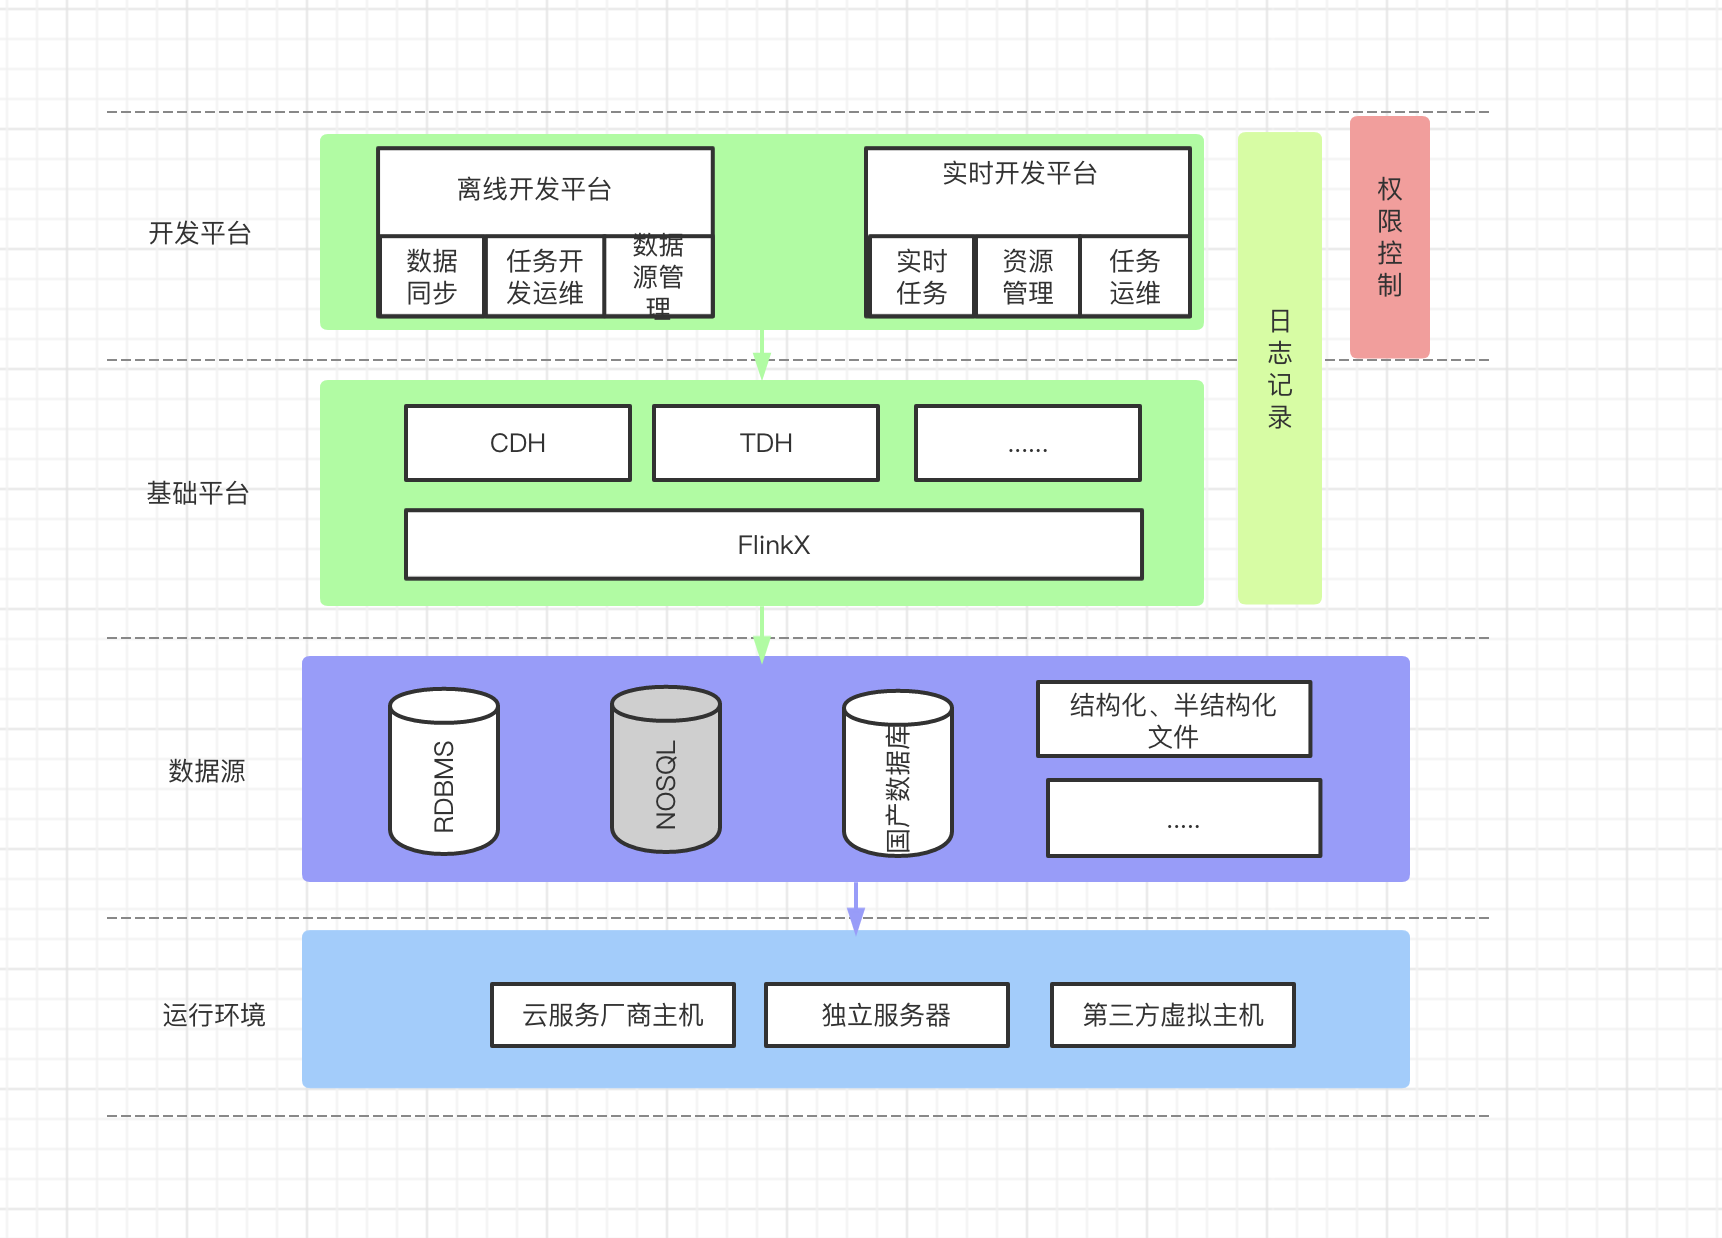 开发平台
离线开发平台
数据
同步
任务开
发运维
数据
源管
理
实时开发平台
实时
任务
资源
管理
任务
运维
日
志
记
录
权
限
控
制
基础平台
CDH
TDH
......
FlinkX
数据源
RDBMS
NOSQL
国产数据库
结构化、半结构化
文件
.....
运行环境
云服务厂商主机
独立服务器
第三方虚拟主机